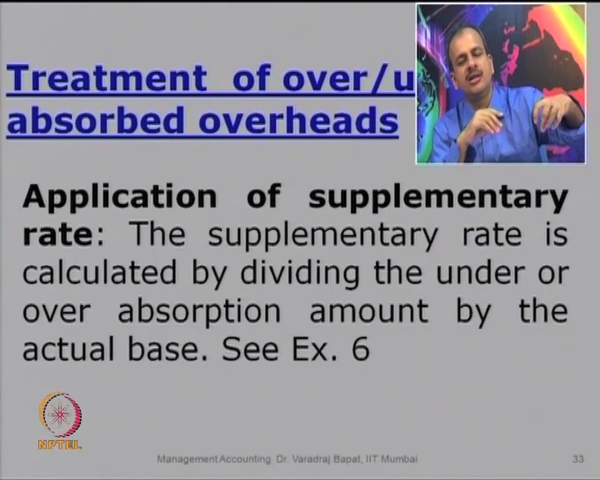 Treatment of over/u
absorbed overheads
Application of supplementary
rate: The supplementary rate is
calculated by dividing the under or
over absorption amount by the
actual base. See Ex. 6
NPTEL
Management Accounting Dr. Varadraj Bapat, IIT Mumbai
33